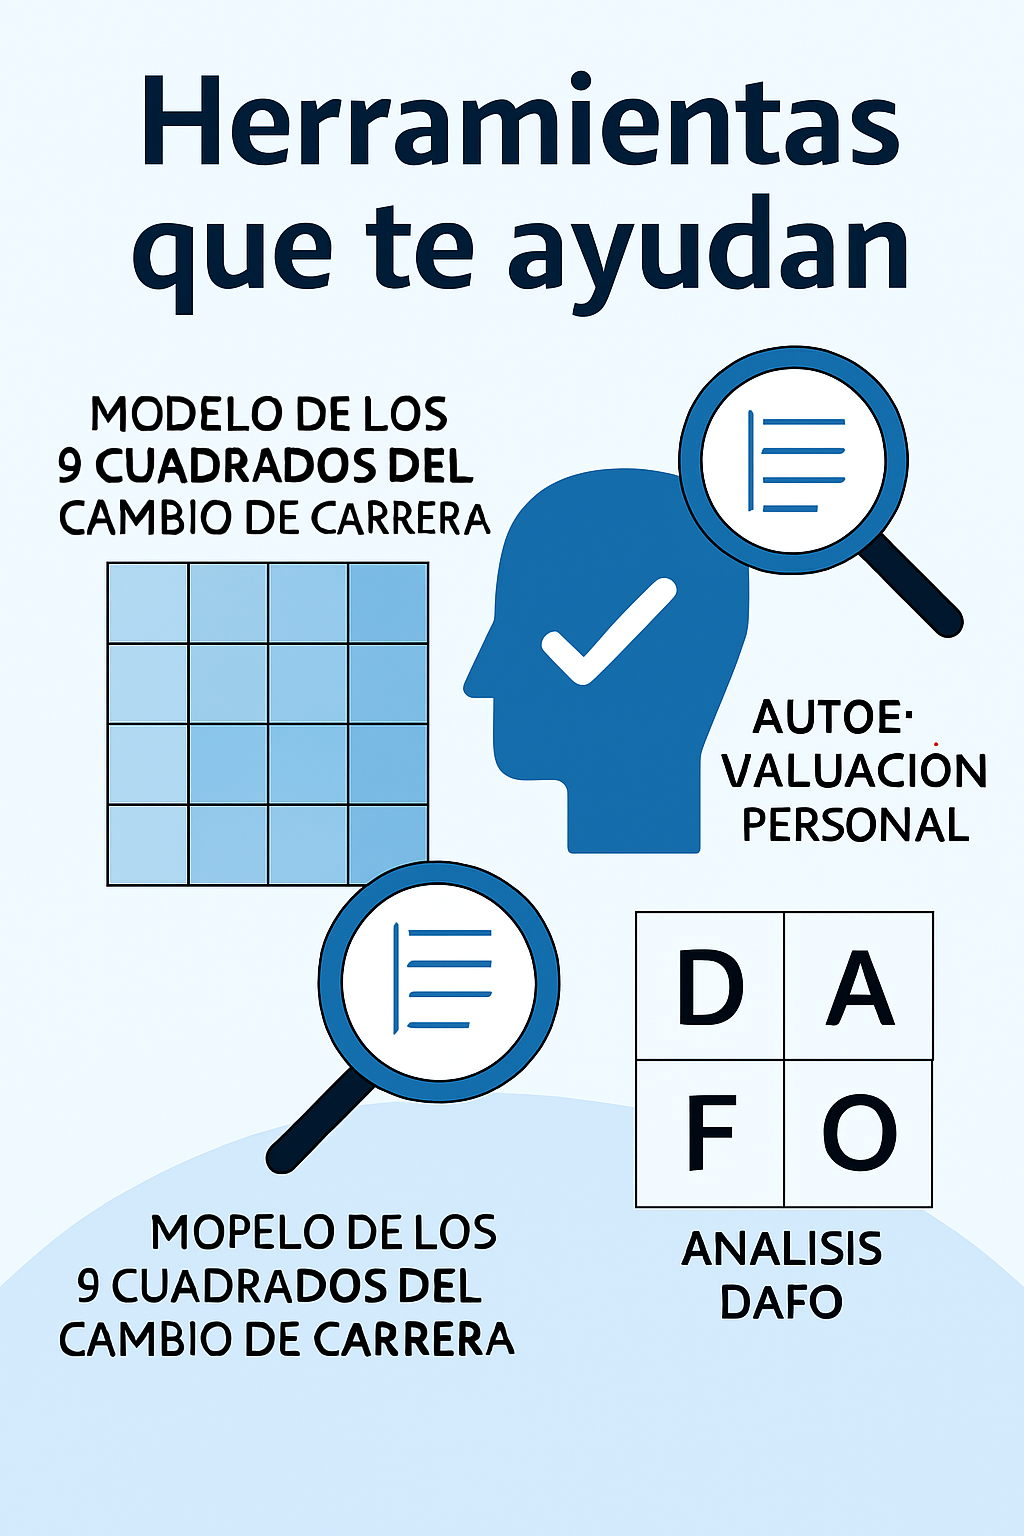 Herramientas
que te ayudan
MODELO DE LOS
9 CUADRADOS DEL
CAMBIO DE CARRERA
AUTOE·
VALUACIÓN
PERSONAL
D A
F O
MOPELO DE LOS
9 CUADRADOS DEL
CAMBIO DE CARRERA
ANALISIS
DAFO